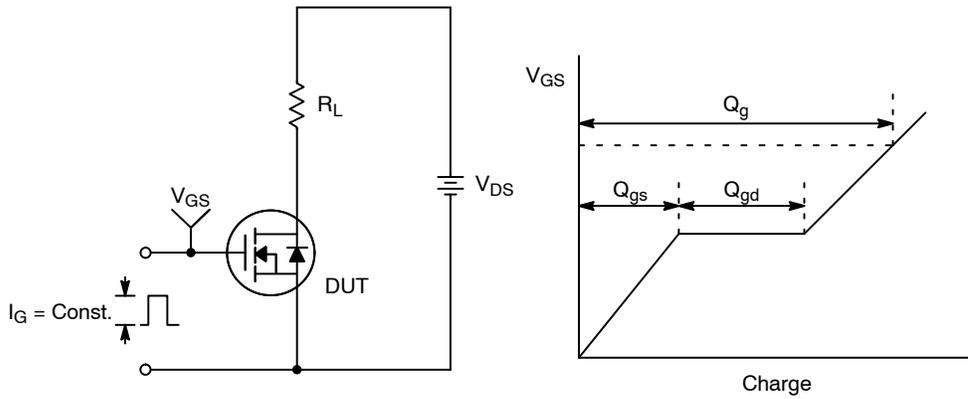 R_L
V_GS
V_DS
DUT
I_G = Const.
V_GS
Q_g
Q_gs
Q_gd
Charge